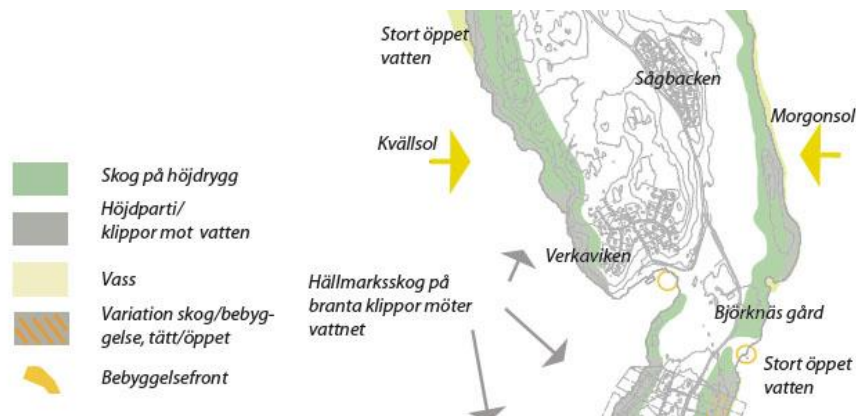 Stort öppet
vatten
Sågbacken
Morgonsol
Kvällsol
Skog på höjdrygg
Höjdparti/
klippor mot vatten
Verkaviken
Vass
Hällmarksskog på
branta klippor möter
vattnet
Variation skog/bebyg-
gelse, tätt/öppet
Björknäs gård
Stort öppet
vatten
Bebyggelsefront